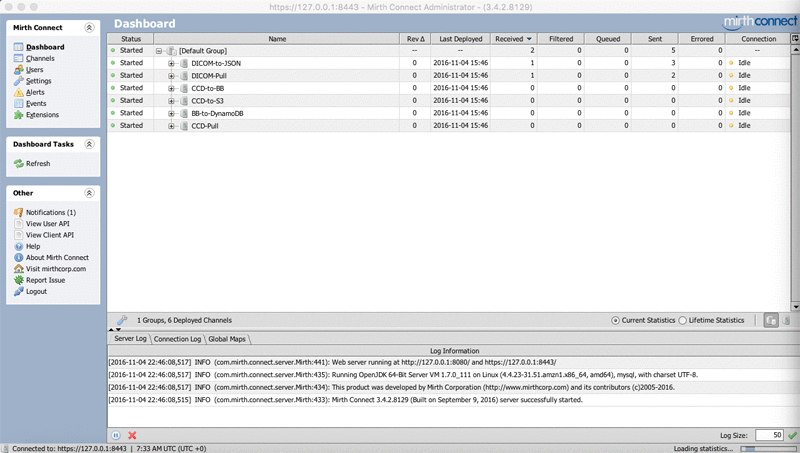 https://127.0.0.1:8443 - Mirth Connect Administrator - (3.4.2.8129)
Mirth Connect
Dashboard
Channels
Users
Settings
Alerts
Events
Extensions
Dashboard Tasks
Refresh
Other
Notifications (1)
View User API
View Client API
Help
About Mirth Connect
Visit mirthcorp.com
Report Issue
Logout
Dashboard
mirthconnect
Status Name Rev Δ Last Deployed Received Filtered Queued Sent Errored Connection
Started [Default Group] -- -- 2 0 0 5 0 --
Started DICOM-to-JSON 0 2016-11-04 15:46 1 0 0 3 0 Idle
Started DICOM-Pull 0 2016-11-04 15:46 1 0 0 2 0 Idle
Started CCD-to-BB 0 2016-11-04 15:46 0 0 0 0 0 Idle
Started CCD-to-S3 0 2016-11-04 15:46 0 0 0 0 0 Idle
Started BB-to-DynamoDB 0 2016-11-04 15:46 0 0 0 0 0 Idle
Started CCD-Pull 0 2016-11-04 15:46 0 0 0 0 0 Idle
1 Groups, 6 Deployed Channels Current Statistics Lifetime Statistics
Server Log Connection Log Global Maps
Log Information
[2016-11-04 22:46:08,517] INFO (com.mirth.connect.server.Mirth:441): Web server running at http://127.0.0.1:8080/ and https://127.0.0.1:8443/
[2016-11-04 22:46:08,517] INFO (com.mirth.connect.server.Mirth:435): Running OpenJDK 64-Bit Server VM 1.7.0_111 on Linux (4.4.23-31.51.amzn1.x86_64, amd64), mysql, with charset UTF-8.
[2016-11-04 22:46:08,517] INFO (com.mirth.connect.server.Mirth:434): This product was developed by Mirth Corporation (http://www.mirthcorp.com) and its contributors (c)2005-2016.
[2016-11-04 22:46:08,515] INFO (com.mirth.connect.server.Mirth:433): Mirth Connect 3.4.2.8129 (Built on September 9, 2016) server successfully started.
Log Size: 50
Connected to: https://127.0.0.1:8443 | 7:33 AM UTC (UTC +0) Loading statistics...